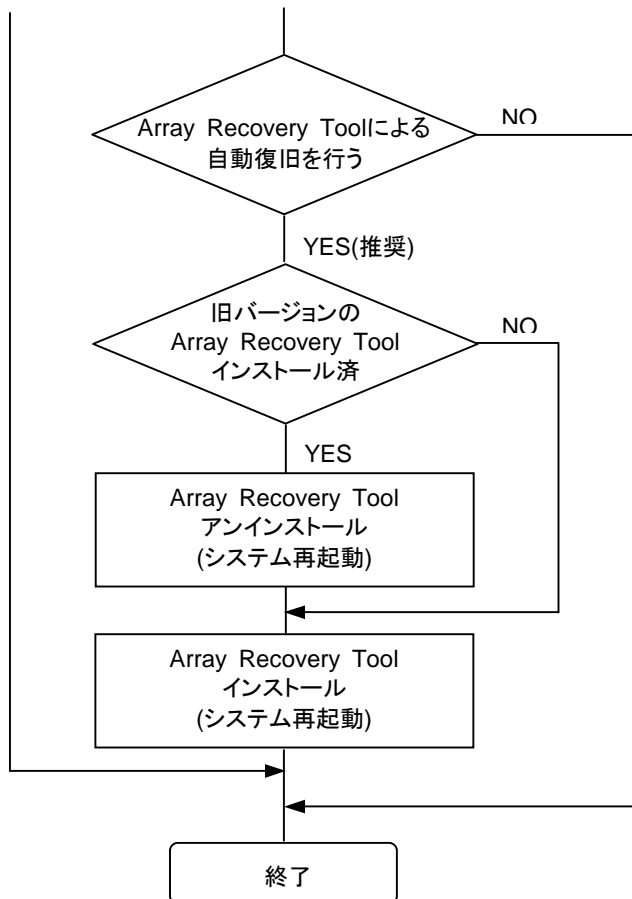 Array Recovery Toolによる
自動復旧を行う
NO
YES(推奨)
旧バージョンの
Array Recovery Tool
インストール済
NO
YES
Array Recovery Tool
アンインストール
(システム再起動)
Array Recovery Tool
インストール
(システム再起動)
終了